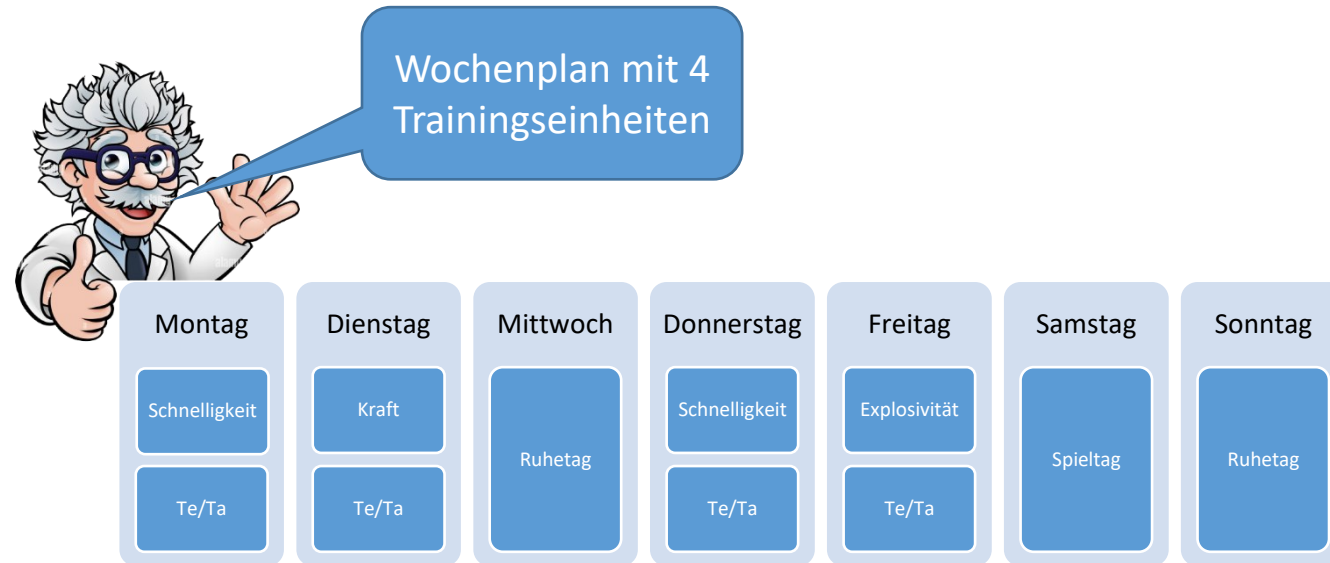 Wochenplan mit 4
Trainingseinheiten
Montag
Dienstag
Mittwoch
Donnerstag
Freitag
Samstag
Sonntag
Schnelligkeit
Kraft
Ruhetag
Schnelligkeit
Explosivität
Spieltag
Ruhetag
Te/Ta
Te/Ta
Te/Ta
Te/Ta